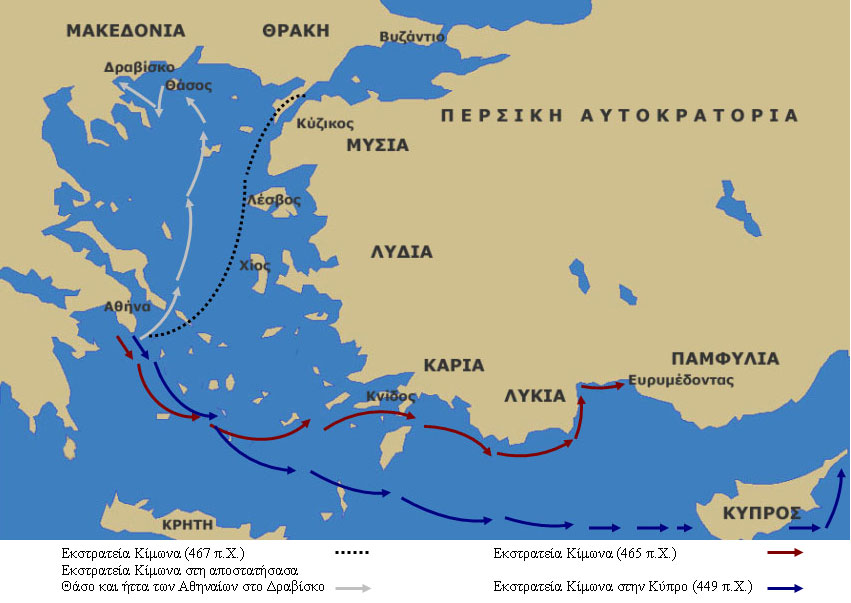 ΜΑΚΕΔΟΝΙΑ
ΘΡΑΚΗ
Βυζάντιο
Δραβίσκο
Θάσος
Κύζικος
ΠΕΡΣΙΚΗ ΑΥΤΟΚΡΑΤΟΡΙΑ
ΜΥΣΙΑ
Λέσβος
ΛΥΔΙΑ
Χίος
Αθήνα
ΚΑΡΙΑ
ΠΑΜΦΥΛΙΑ
Ευρυμέδοντας
Κνίδος
ΛΥΚΙΑ
ΚΡΗΤΗ
ΚΥΠΡΟΣ
Εκστρατεία Κίμωνα (467 π.Χ.)
Εκστρατεία Κίμωνα στη αποστατήσασα
Θάσο και ήττα των Αθηναίων στο Δραβίσκο
Εκστρατεία Κίμωνα (465 π.Χ.)
Εκστρατεία Κίμωνα στην Κύπρο (449 π.Χ.)